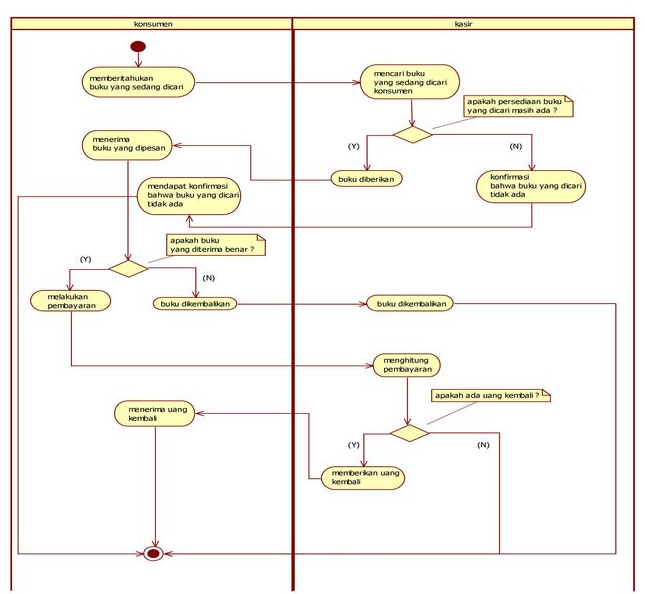 konsumen
kasir
memberitahukan
buku yang sedang dicari
mencari buku
yang sedang dicari
konsumen
apakah persediaan buku
yang dicari masih ada ?
menerima
buku yang dipesan
(Y)
(N)
buku diberikan
konfirmasi
bahwa buku yang dicari
tidak ada
mendapat konfirmasi
bahwa buku yang dicari
tidak ada
apakah buku
yang diterima benar ?
(Y)
(N)
melakukan
pembayaran
buku dikembalikan
buku dikembalikan
menghitung
pembayaran
apakah ada uang kembali ?
menerima uang
kembali
(Y)
(N)
memberikan uang
kembali